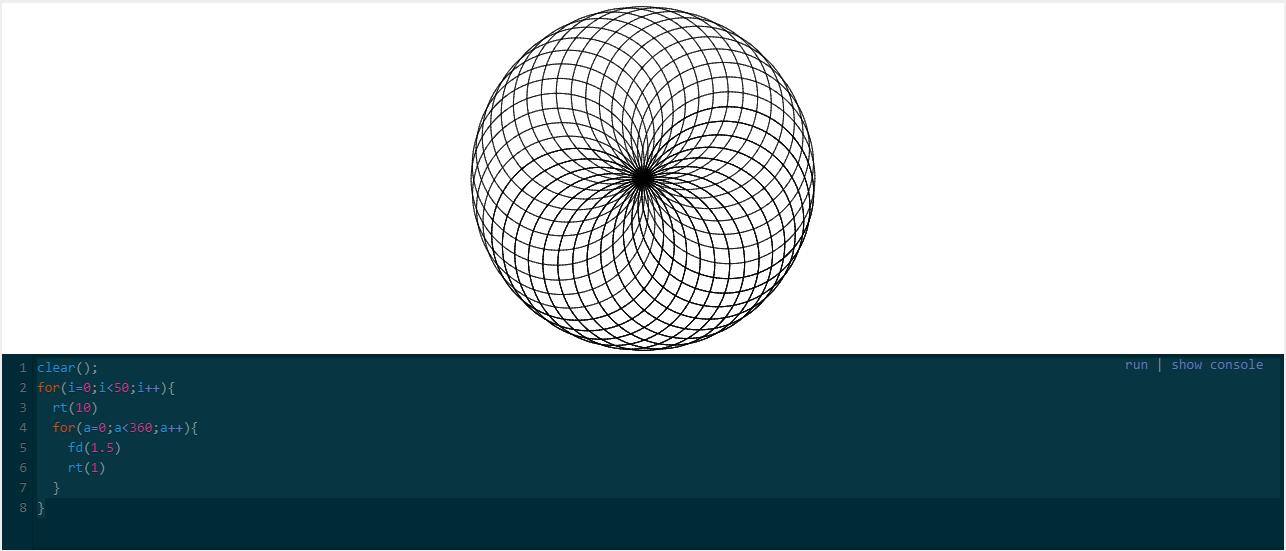 run | show console
1 clear();
2 for(i=0;i<50;i++){
3   rt(10)
4   for(a=0;a<360;a++){
5     fd(1.5)
6     rt(1)
7   }
8 }